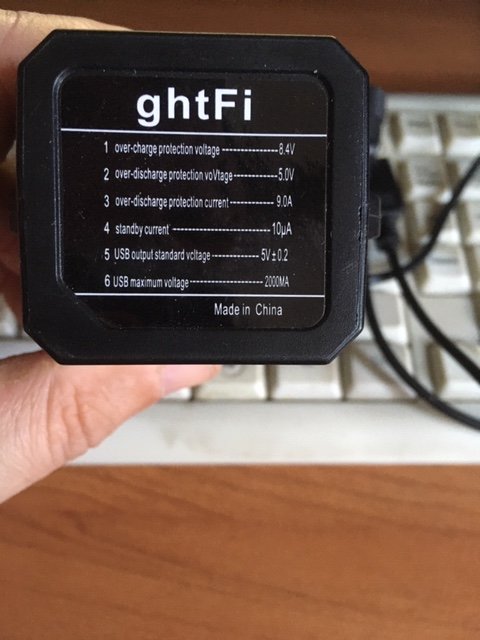 ghtFi
1 over-charge protection voltage ---------------- 8.4V
2 over-discharge protection voVtage ----------- 5.0V
3 over-discharge protection current ----------- 9.0A
4 standby current -------------------------- 10μA
5 USB output standard vcltage ------------- 5V±0.2
6 USB maximum voltage ------------------- 2000MA
Made in China